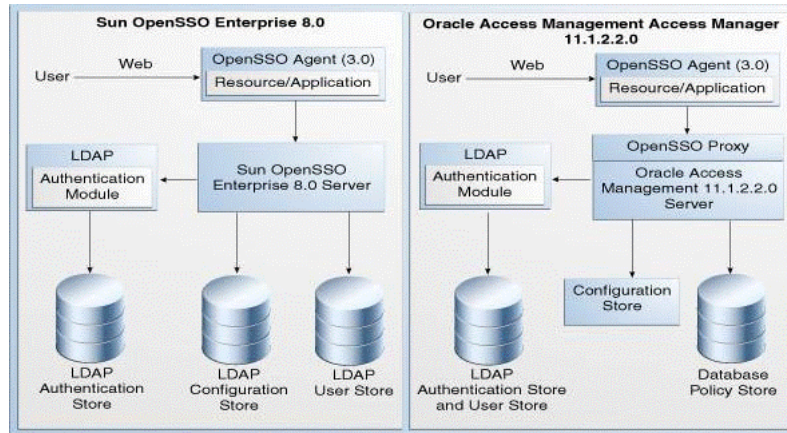 Sun OpenSSO Enterprise 8.0
User
Web
OpenSSO Agent (3.0)
Resource/Application
LDAP
Authentication
Module
Sun OpenSSO
Enterprise 8.0 Server
LDAP
Authentication
Store
LDAP
Configuration
Store
LDAP
User Store
Oracle Access Management Access Manager
11.1.2.2.0
User
Web
OpenSSO Agent (3.0)
Resource/Application
LDAP
Authentication
Module
OpenSSO Proxy
Oracle Access
Management 11.1.2.2.0
Server
Configuration
Store
LDAP
Authentication Store
and User Store
Database
Policy Store